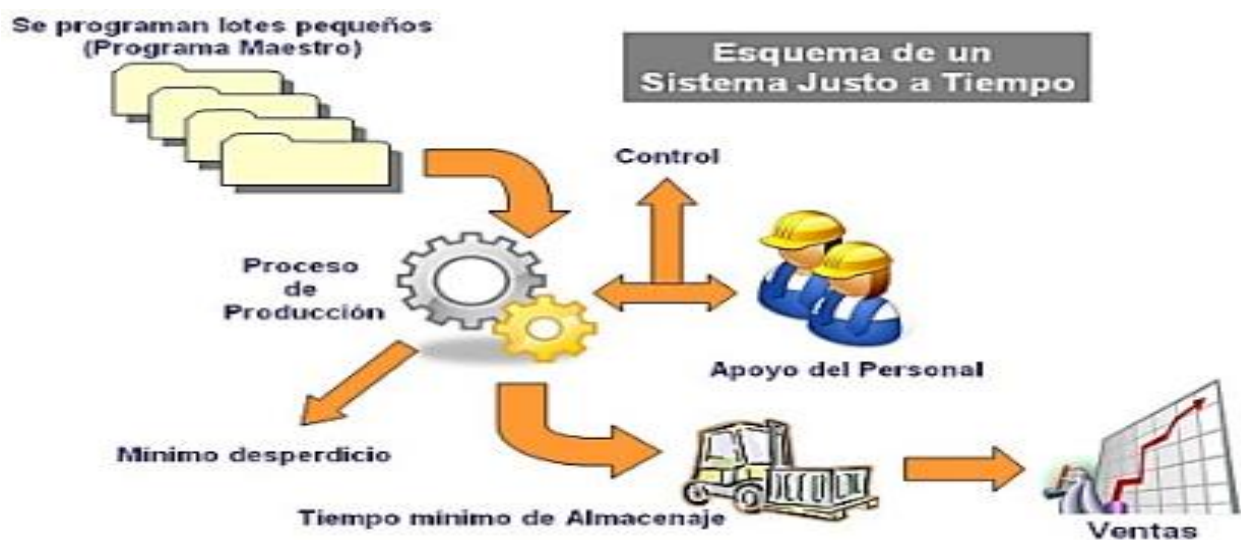 Se programan lotes pequeños
(Programa Maestro)
Esquema de un
Sistema Justo a Tiempo
Control
Proceso
de
Producción
Apoyo del Personal
Mínimo desperdicio
Tiempo mínimo de Almacenaje
Ventas